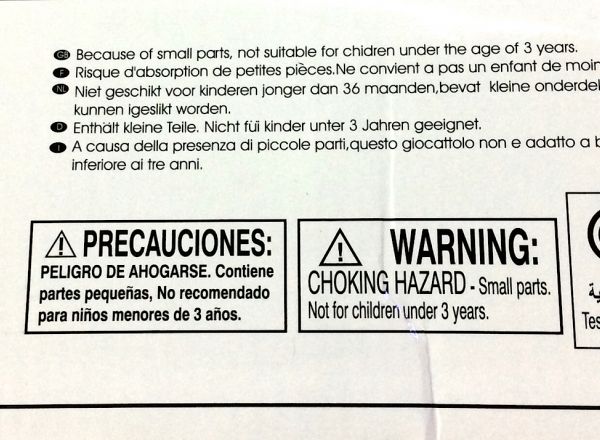 GB Because of small parts, not suitable for chidren under the age of 3 years.
F Risque d'absorption de petites pièces.Ne convient a pas un enfant de moin
NL Niet geschikt voor kinderen jonger dan 36 maanden,bevat kleine onderdel
kunnen igeslikt worden.
D Enthält kleine Teile. Nicht füi kinder unter 3 Jahren geeignet.
I A causa della presenza di piccole parti,questo giocattolo non e adatto a b
inferiore ai tre anni.
PRECAUCIONES:
PELIGRO DE AHOGARSE. Contiene
partes pequeñas, No recomendado
para niños menores de 3 años.
WARNING:
CHOKING HAZARD - Small parts.
Not for children under 3 years.
Tes